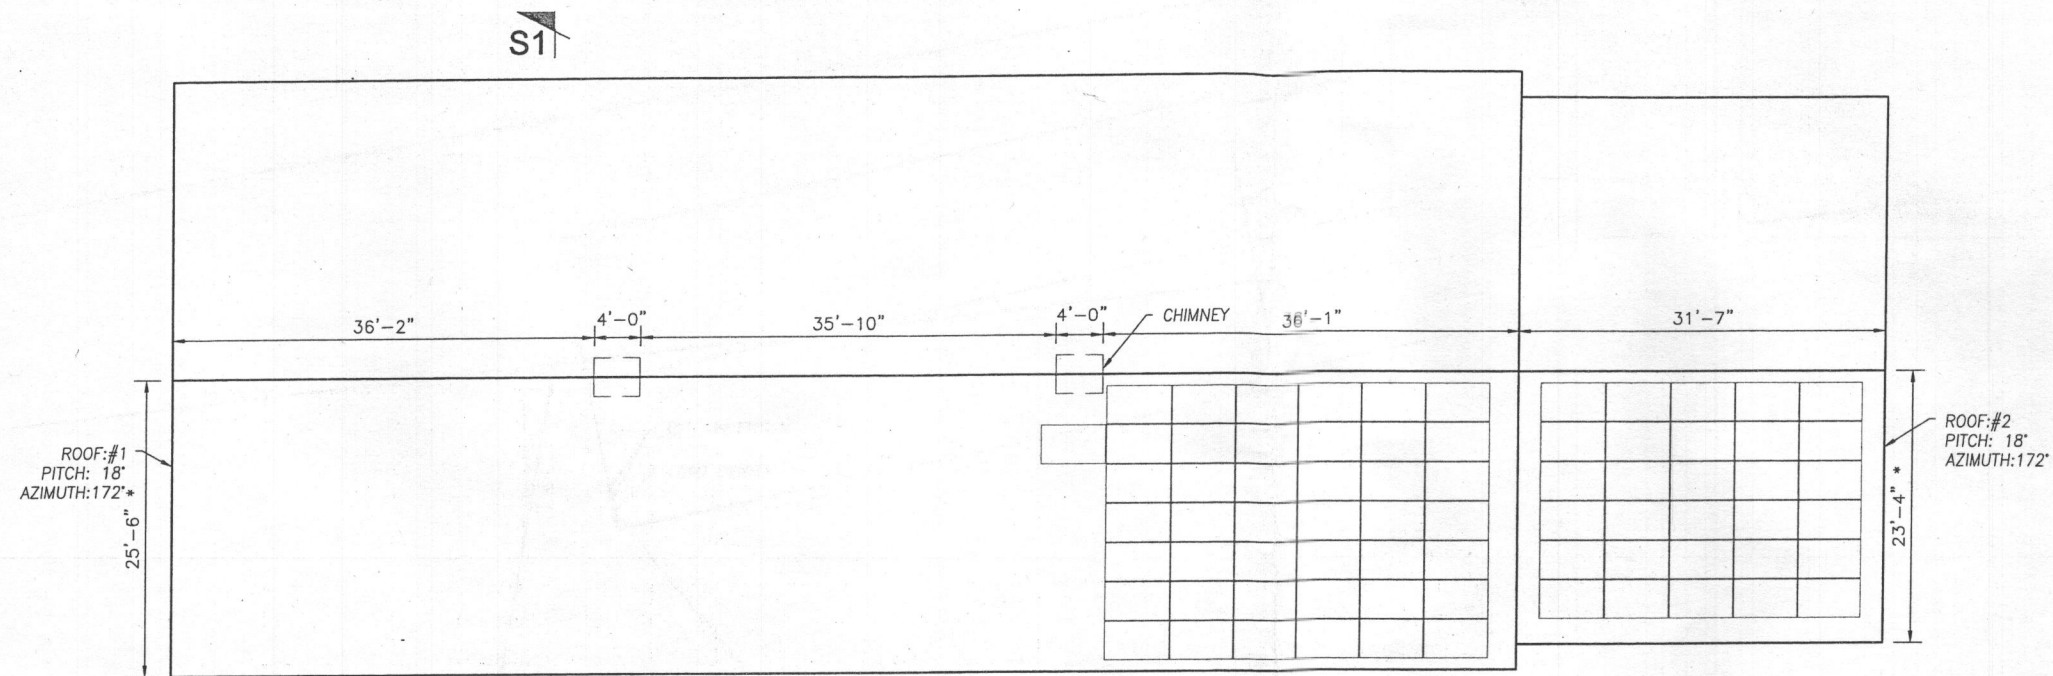 S1
36'-2"
4'-0"
35'-10"
4'-0"
CHIMNEY
36'-1"
31'-7"
ROOF:#1
PITCH: 18°
AZIMUTH:172°*
25'-6"
ROOF:#2
PITCH: 18°
AZIMUTH:172°
23'-4" *